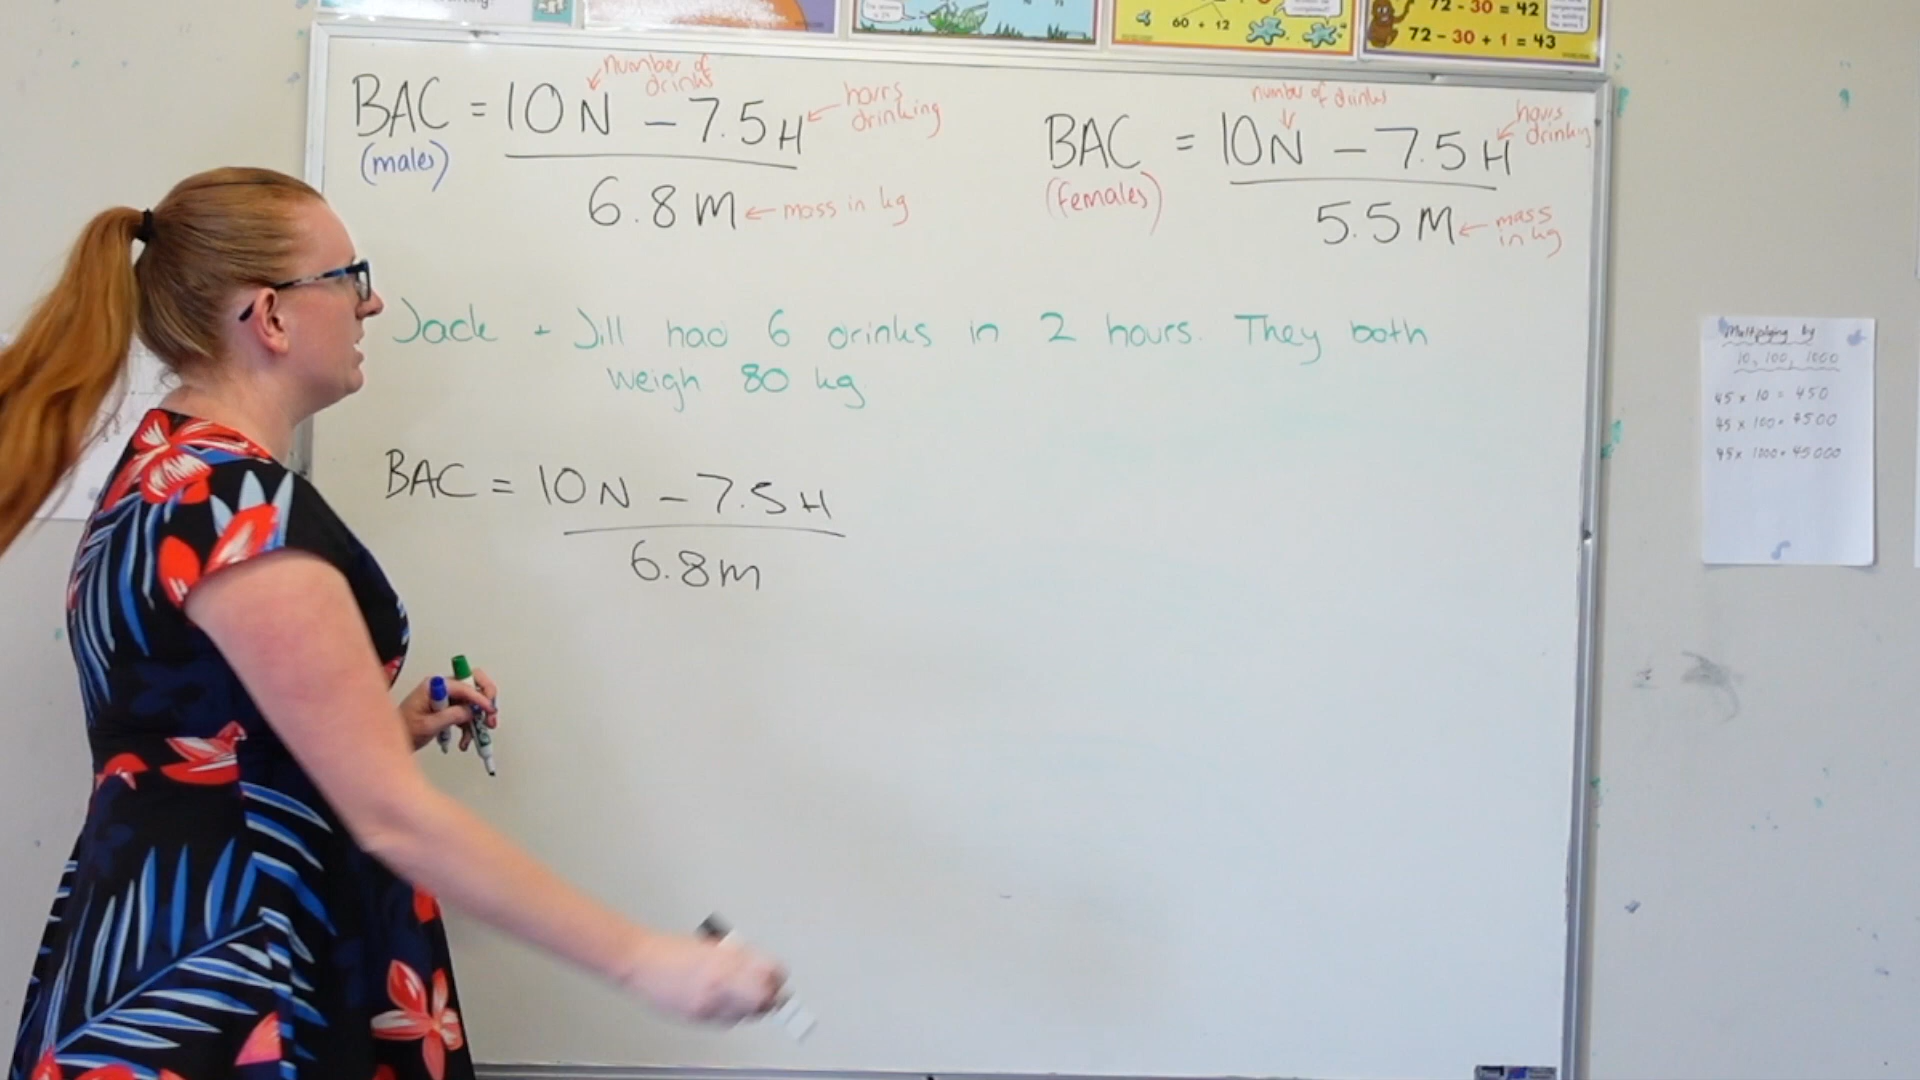 72 - 30 = 42
60 + 12
72 - 30 + 1 = 43
number of
drinks
BAC = 10N - 7.5H
hours
drinking
(males)
6.8M ← mass in kg
number of drinks
BAC = 10N - 7.5H
hours
drinking
(females)
5.5M
mass
in kg
Jack + Jill had 6 drinks in 2 hours. They both
weigh 80 kg
BAC = 10N - 7.5H
6.8m
Multiplying by
10, 100, 1000
45 x 10 = 450
45 x 100 = 4500
45 x 1000 = 45000